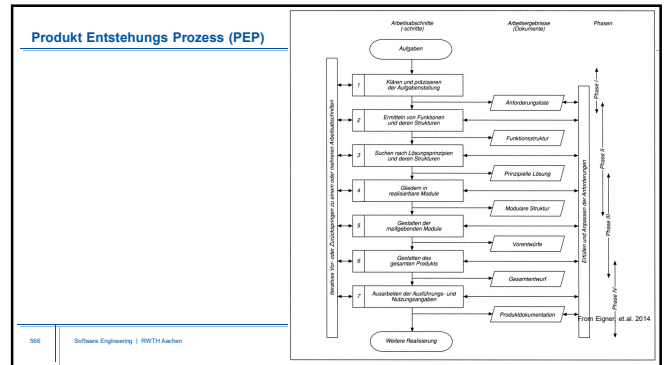 Produkt Entstehungs Prozess (PEP)
Arbeitsabschnitte
(-schritte)
Arbeitsergebnisse
(Dokumente)
Phasen
Aufgaben
1
Klären und präzisieren
der Aufgabenstellung
Anforderungsliste
2
Ermitteln von Funktionen
und deren Strukturen
Funktionsstruktur
3
Suchen nach Lösungsprinzipien
und deren Strukturen
Prinzipielle Lösung
4
Gliedern in
realisierbare Module
Modulare Struktur
5
Gestalten der
maßgebenden Module
Vorentwürfe
6
Gestalten des
gesamten Produkts
Gesamtentwurf
7
Ausarbeiten der Ausführungs- und
Nutzungsangaben
Produktdokumentation
Weitere Realisierung
Iteratives Vor- oder Zurückspringen zu einem oder mehreren Arbeitsabschnitten
Erfüllen und Anpassen der Anforderungen
Phase I
Phase II
Phase III
Phase IV
From Eigner, et.al. 2014
566
Software Engineering | RWTH Aachen